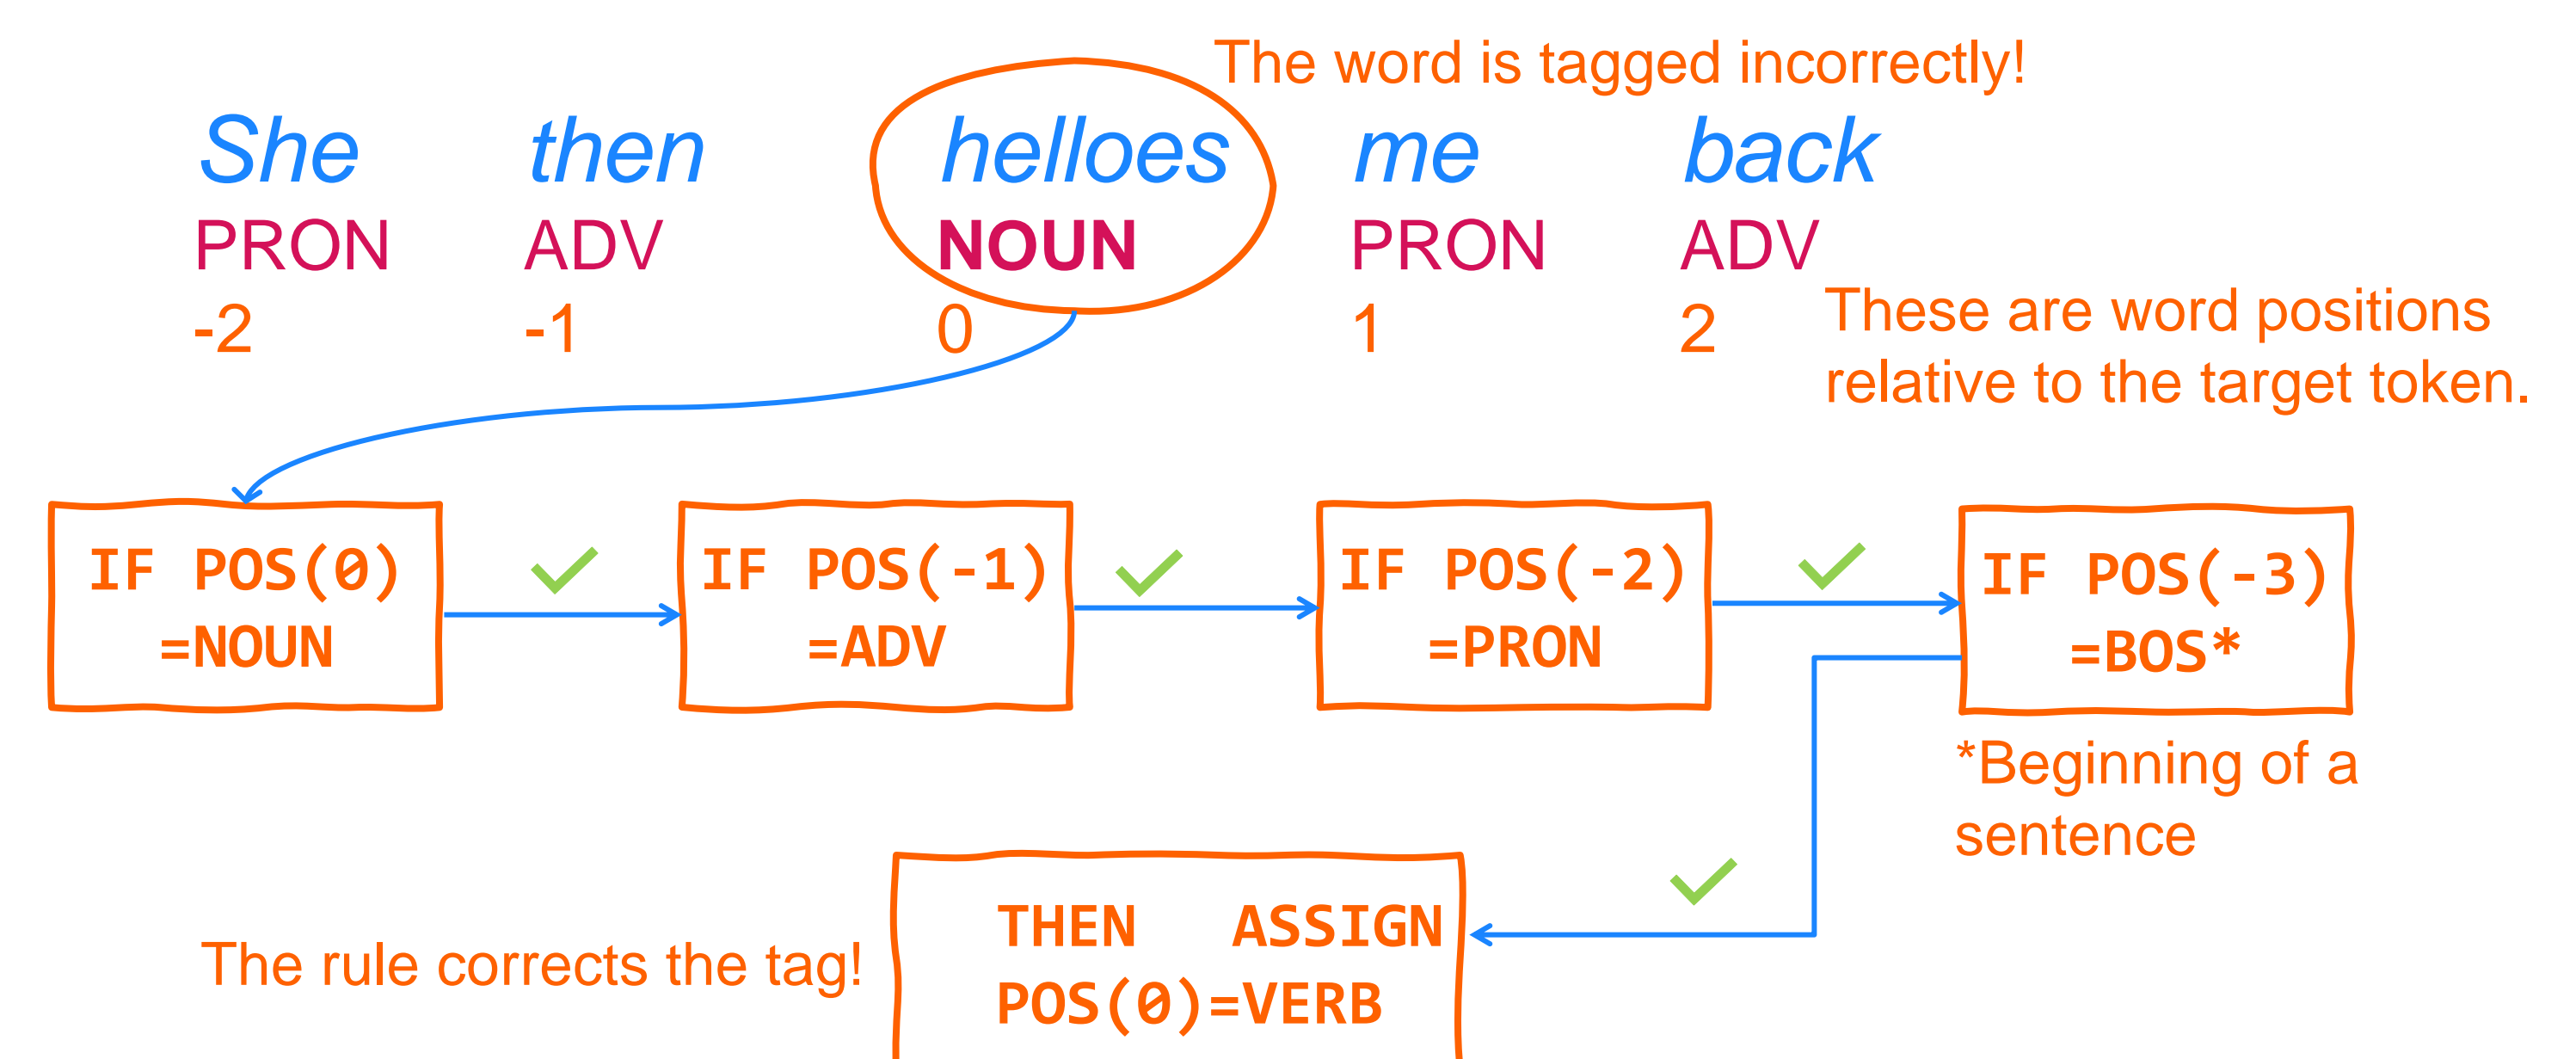 The word is tagged incorrectly!
She then helloes me back
PRON ADV NOUN PRON ADV
-2 -1 0 1 2
These are word positions
relative to the target token.
IF POS(0)
=NOUN
IF POS(-1)
=ADV
IF POS(-2)
=PRON
IF POS(-3)
=BOS*
*Beginning of a
sentence
The rule corrects the tag!
THEN ASSIGN
POS(0)=VERB